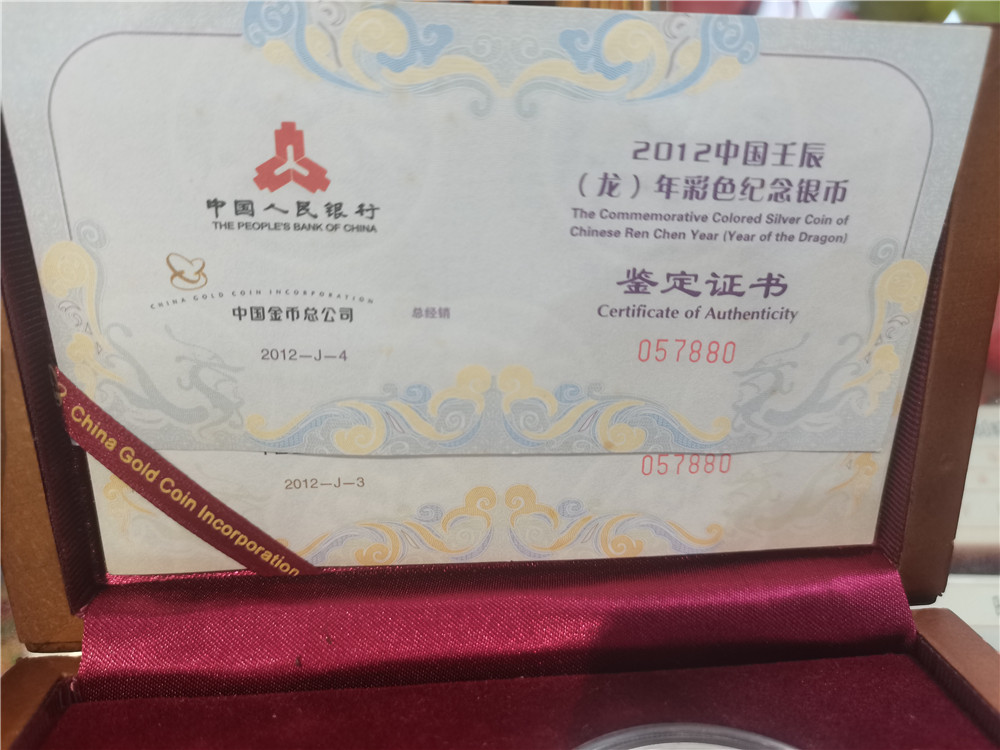 中国人民银行
THE PEOPLE'S BANK OF CHINA
CHINA GOLD COIN INCORPORATION
中国金币总公司
总经销
2012—J—4
2012中国壬辰
（龙）年彩色纪念银币
The Commemorative Colored Silver Coin of
Chinese Ren Chen Year (Year of the Dragon)
鉴定证书
Certificate of Authenticity
057880
057880
2012—J—3
China Gold Coin Incorporation